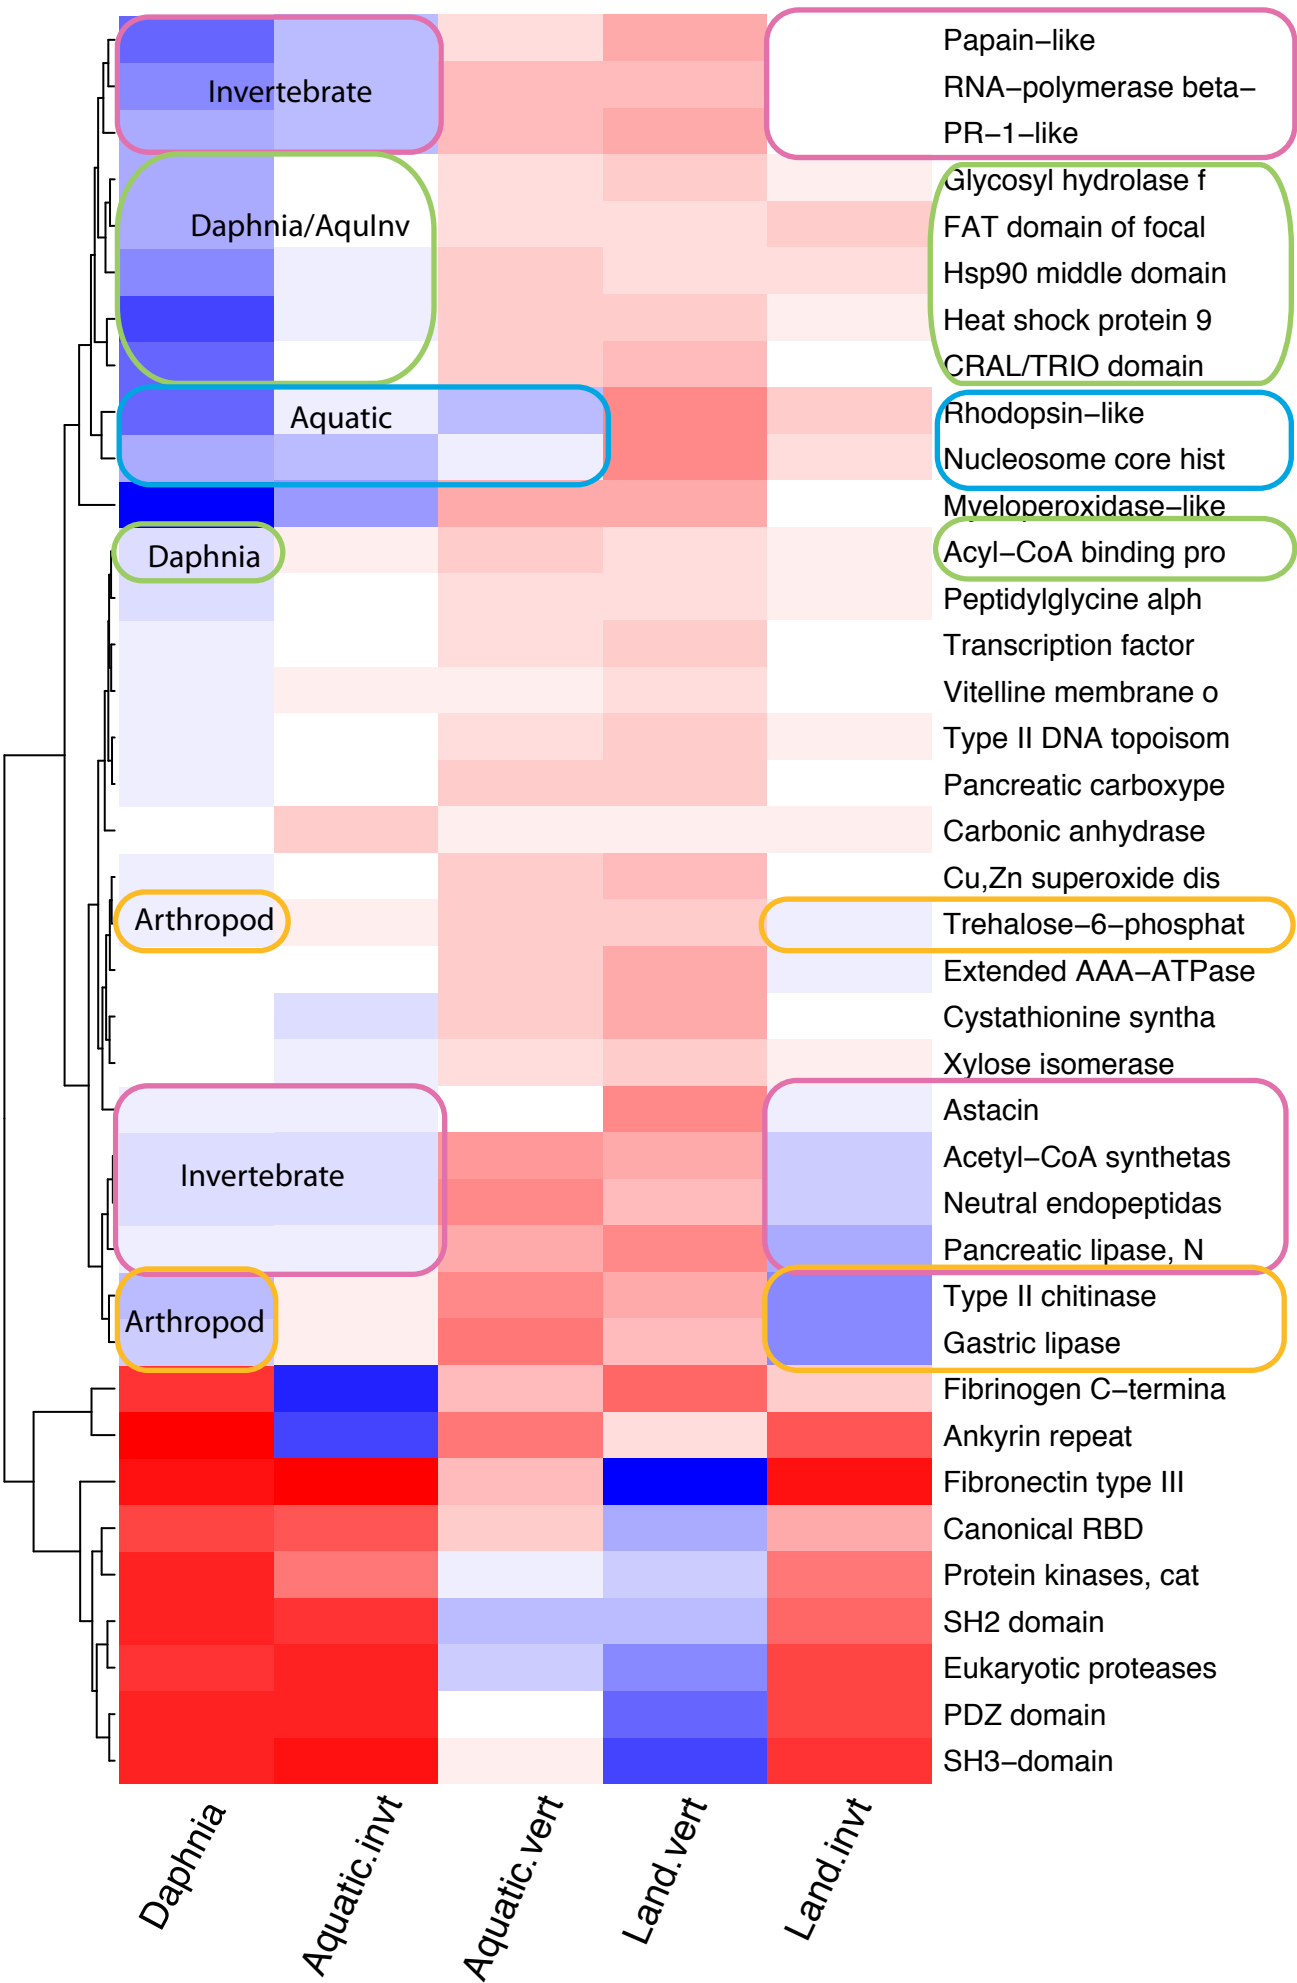 Papain−like
Invertebrate
RNA−polymerase beta−
PR−1−like
Glycosyl hydrolase f
Daphnia/AquInv
FAT domain of focal
Hsp90 middle domain
Heat shock protein 9
CRAL/TRIO domain
Aquatic
Rhodopsin−like
Nucleosome core hist
Myeloperoxidase−like
Daphnia
Acyl−CoA binding pro
Peptidylglycine alph
Transcription factor
Vitelline membrane o
Type II DNA topoisom
Pancreatic carboxype
Carbonic anhydrase
Cu,Zn superoxide dis
Arthropod
Trehalose−6−phosphat
Extended AAA−ATPase
Cystathionine syntha
Xylose isomerase
Astacin
Acetyl−CoA synthetas
Invertebrate
Neutral endopeptidas
Pancreatic lipase, N
Type II chitinase
Arthropod
Gastric lipase
Fibrinogen C−termina
Ankyrin repeat
Fibronectin type III
Canonical RBD
Protein kinases, cat
SH2 domain
Eukaryotic proteases
PDZ domain
SH3−domain
Daphnia
Aquatic.invt
Aquatic.vert
Land.vert
Land.invt